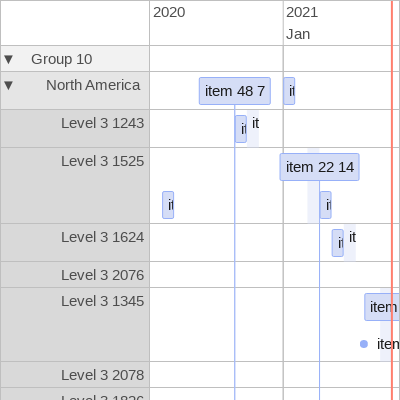 2020
2021
Jan
▼ Group 10
▼ North America
item 48 7
it
Level 3 1243
it
it
Level 3 1525
item 22 14
it
it
Level 3 1624
it
it
Level 3 2076
Level 3 1345
item
item
Level 3 2078